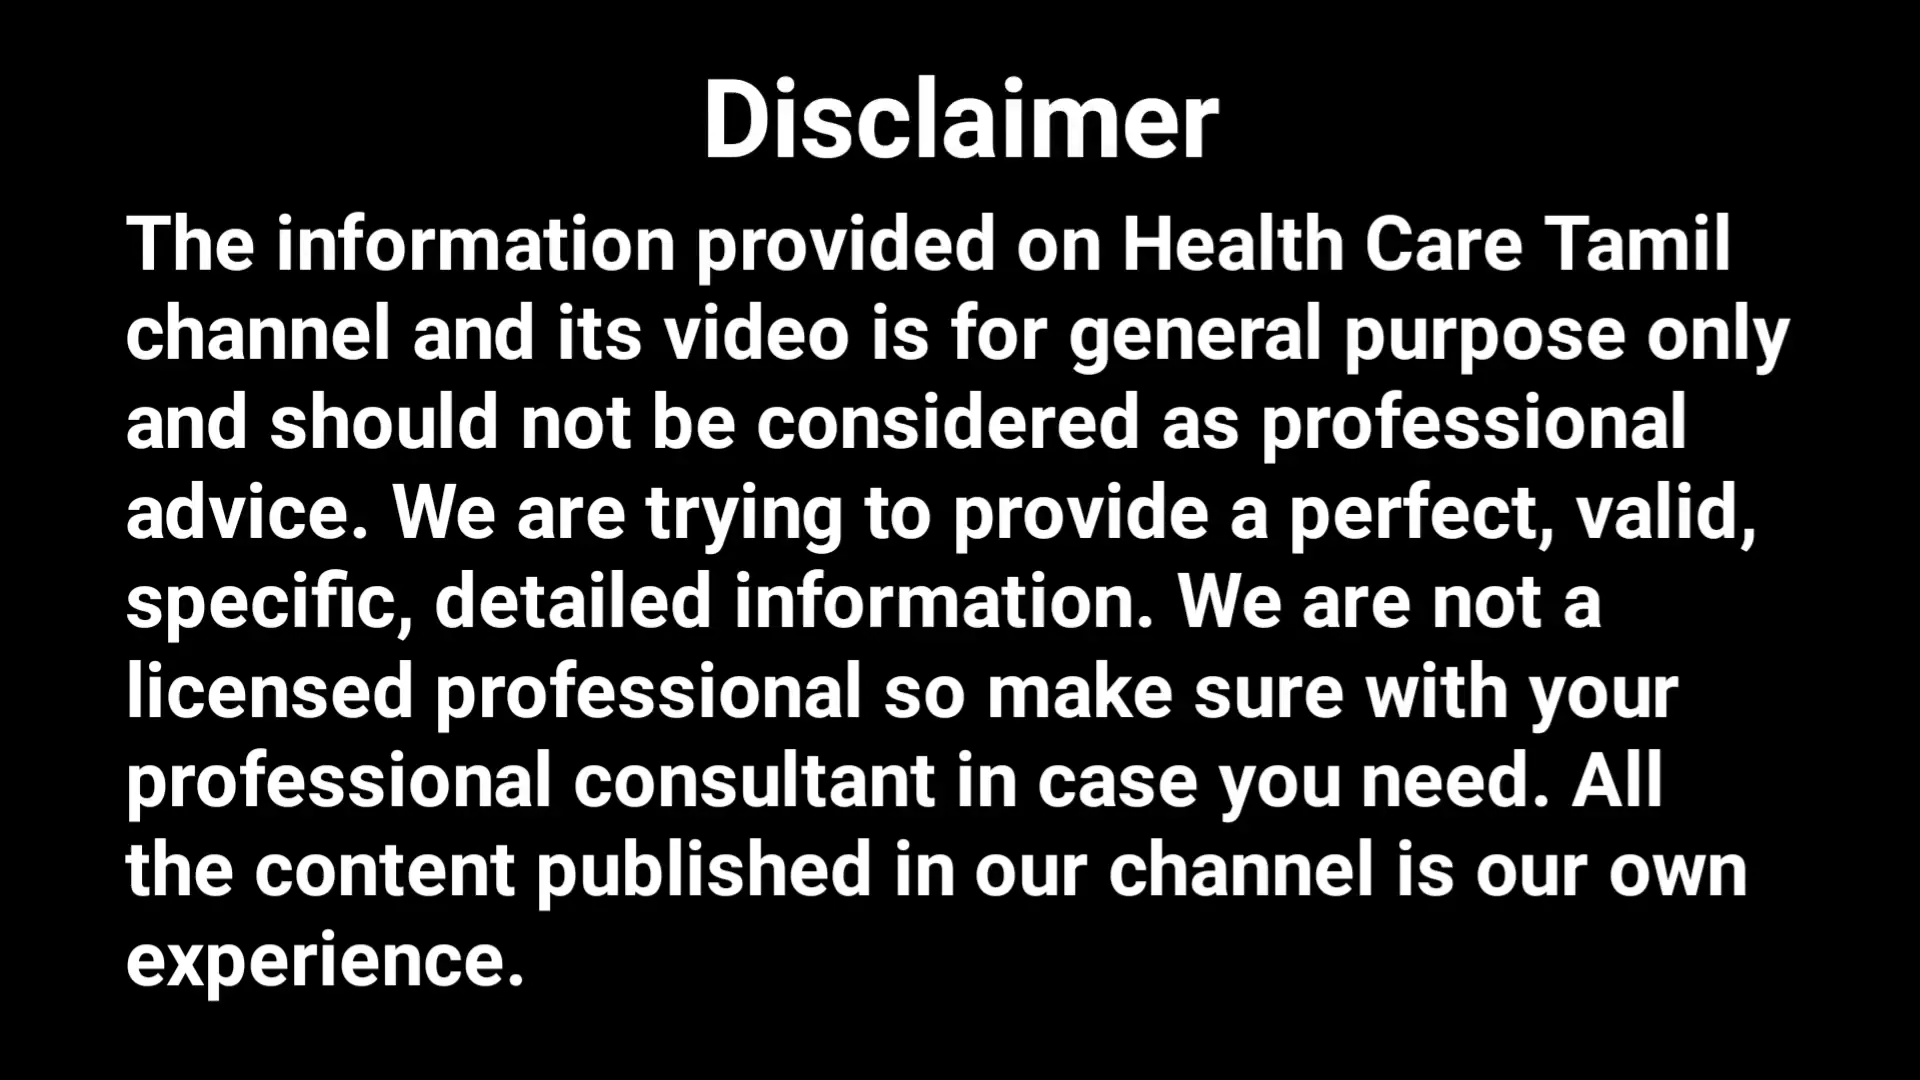 Disclaimer
The information provided on Health Care Tamil
channel and its video is for general purpose only
and should not be considered as professional
advice. We are trying to provide a perfect, valid,
specific, detailed information. We are not a
licensed professional so make sure with your
professional consultant in case you need. All
the content published in our channel is our own
experience.